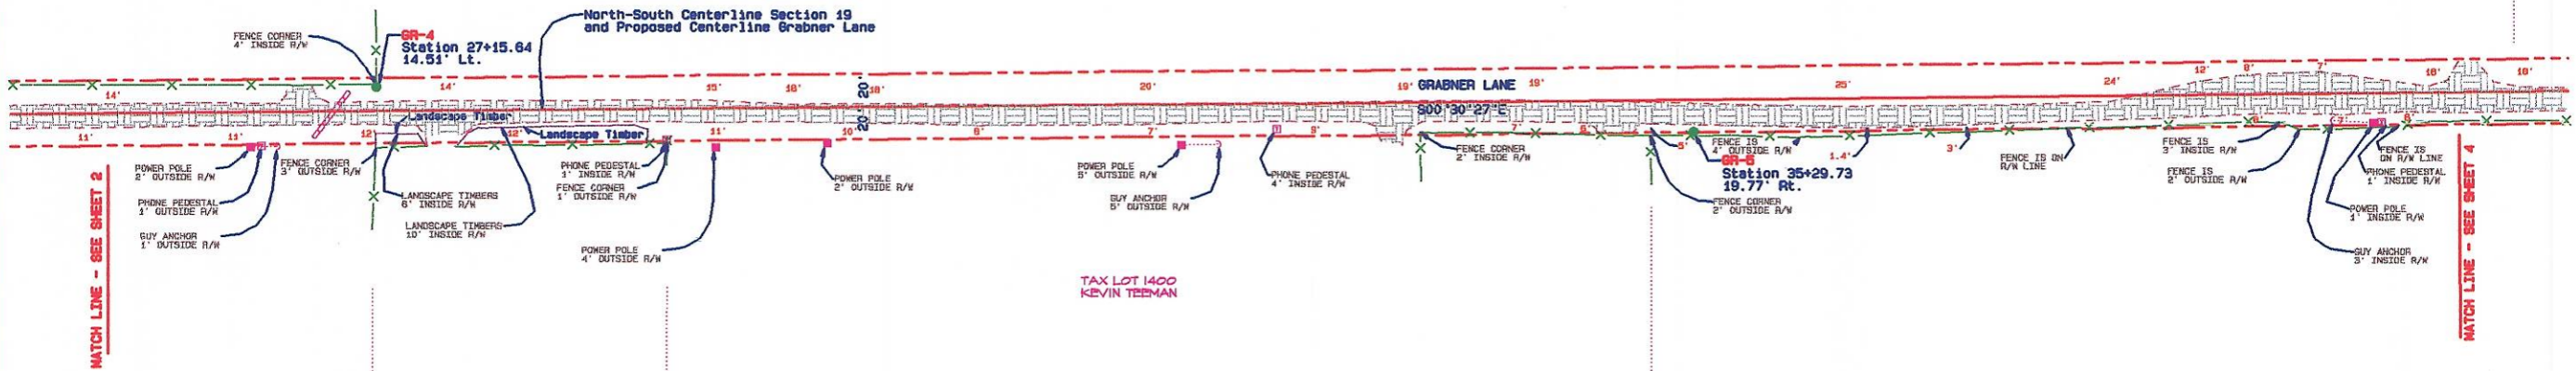 North-South Centerline Section 19
and Proposed Centerline Grabner Lane
FENCE CORNER
4' INSIDE R/W
GR-4
Station 27+15.64
14.51' Lt.
14'
14'
15'
18'
20'
18'
20'
19'
GRABNER LANE
19'
25'
24'
12'
8'
7'
10'
10'
S00°30'27"E
Landscape Timber
Landscape Timber
20'
11'
11'
12'
12'
11'
10'
8'
7'
9'
7'
6'
5'
POWER POLE
2' OUTSIDE R/W
PHONE PEDESTAL
1' OUTSIDE R/W
GUY ANCHOR
1' OUTSIDE R/W
FENCE CORNER
3' OUTSIDE R/W
LANDSCAPE TIMBERS
6' INSIDE R/W
LANDSCAPE TIMBERS
10' INSIDE R/W
PHONE PEDESTAL
1' INSIDE R/W
FENCE CORNER
1' OUTSIDE R/W
POWER POLE
4' OUTSIDE R/W
POWER POLE
2' OUTSIDE R/W
POWER POLE
5' OUTSIDE R/W
GUY ANCHOR
5' OUTSIDE R/W
PHONE PEDESTAL
4' INSIDE R/W
FENCE CORNER
2' INSIDE R/W
FENCE IS
4' OUTSIDE R/W
GR-5
Station 35+29.73
19.77' Rt.
FENCE CORNER
2' OUTSIDE R/W
1.4'
3'
FENCE IS ON
R/W LINE
FENCE IS
3' INSIDE R/W
FENCE IS
2' OUTSIDE R/W
FENCE IS
ON R/W LINE
PHONE PEDESTAL
1' INSIDE R/W
POWER POLE
1' INSIDE R/W
GUY ANCHOR
3' INSIDE R/W
MATCH LINE - SEE SHEET 2
TAX LOT 1400
KEVIN TEEMAN
MATCH LINE - SEE SHEET 4